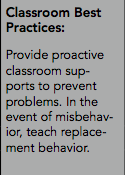 Classroom Best
Practices:
Provide proactive
classroom sup-
ports to prevent
problems. In the
event of misbehav-
ior, teach replace-
ment behavior.